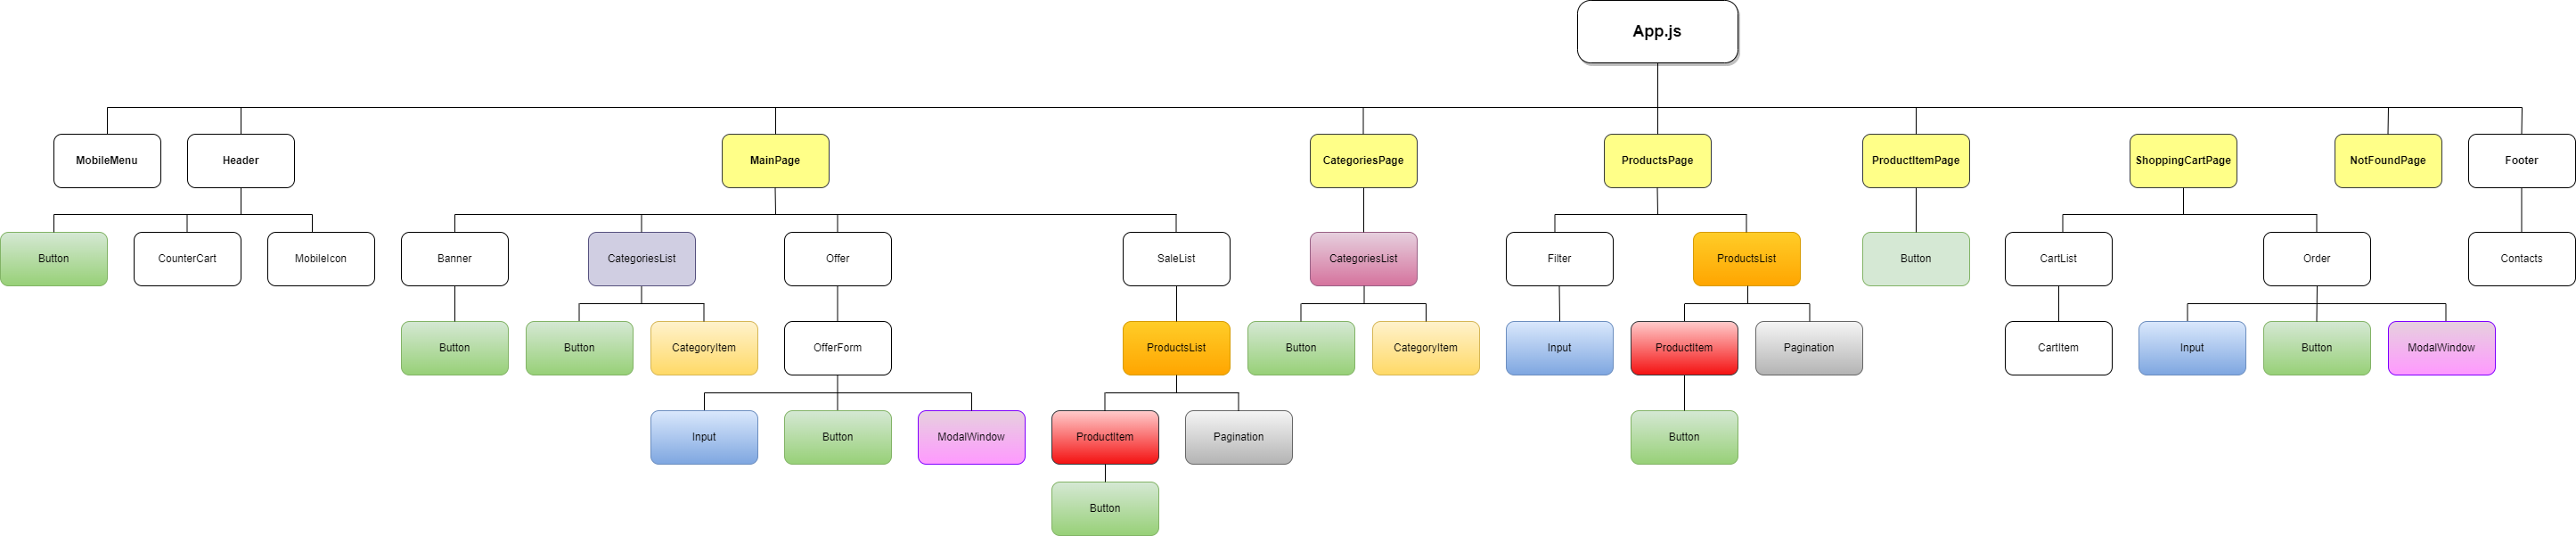 App.js
MobileMenu
Header
MainPage
CategoriesPage
ProductsPage
ProductItemPage
ShoppingCartPage
NotFoundPage
Footer
Button
CounterCart
MobileIcon
Banner
CategoriesList
Offer
SaleList
CategoriesList
Filter
ProductsList
Button
CartList
Order
Contacts
Button
Button
CategoryItem
OfferForm
ProductsList
Button
CategoryItem
Input
ProductItem
Pagination
CartItem
Input
Button
ModalWindow
Input
Button
ModalWindow
ProductItem
Pagination
Button
Button